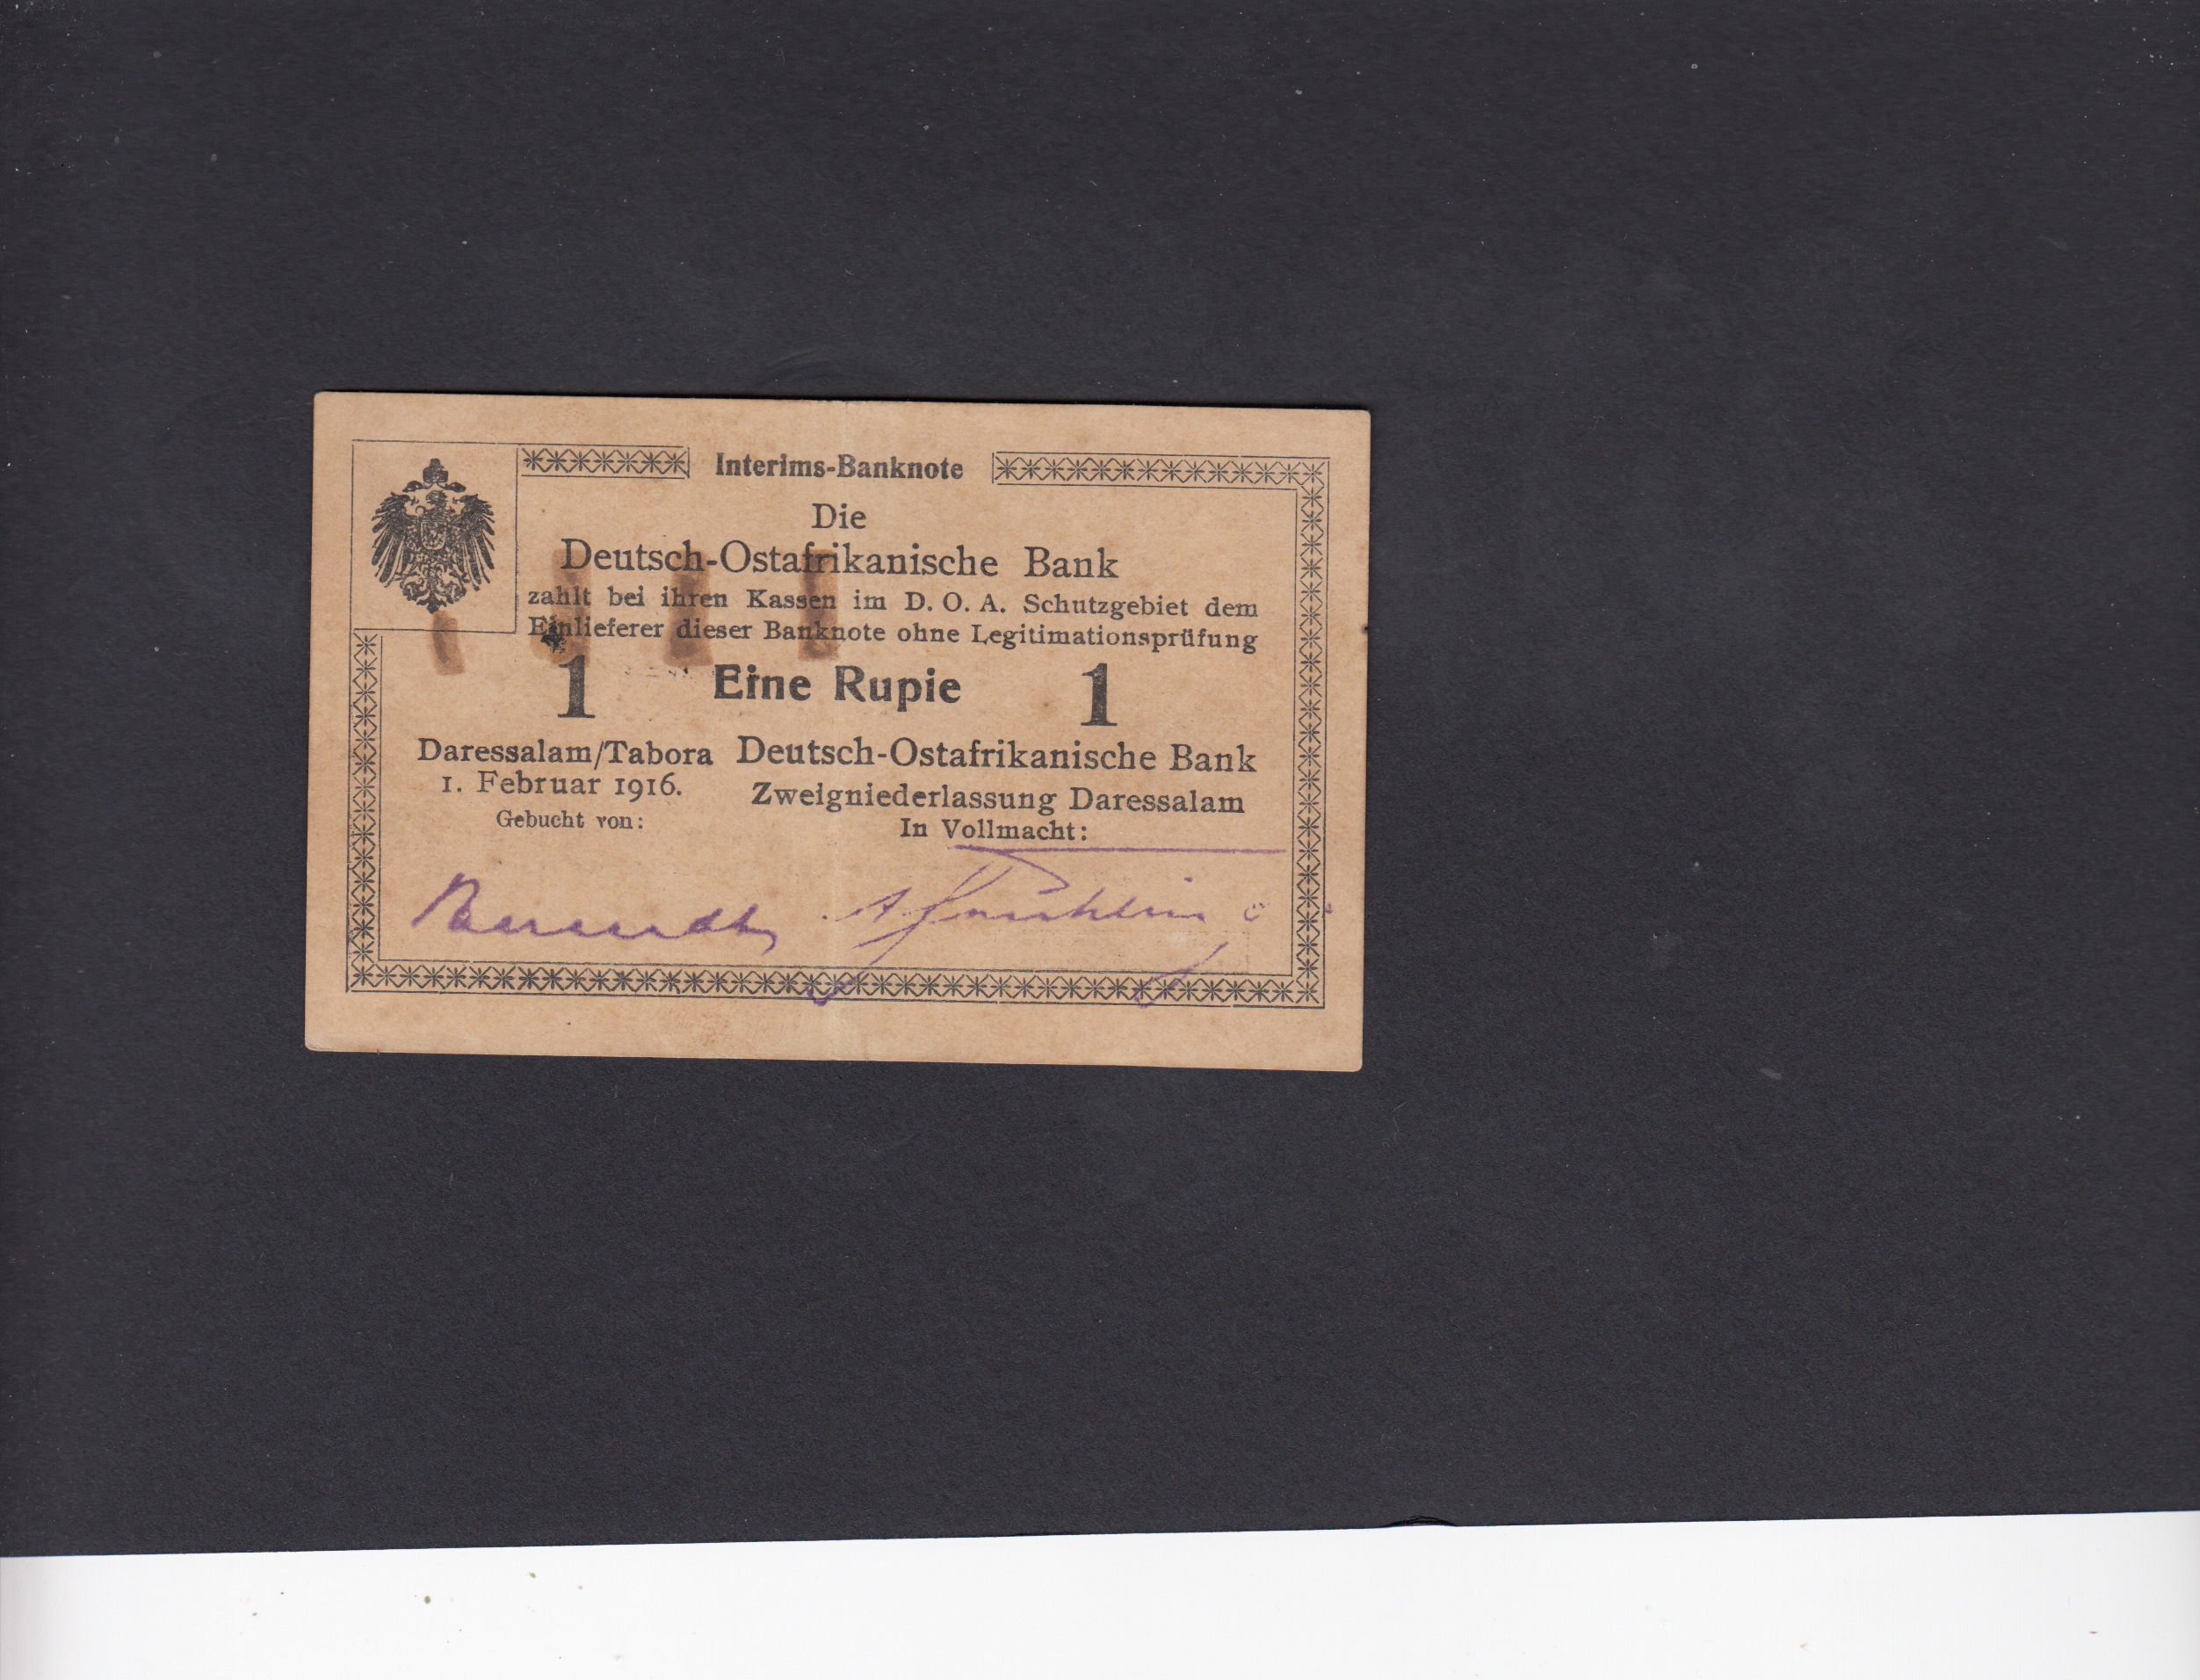 Interims-Banknote
Die
Deutsch-Ostafrikanische Bank
zahlt bei ihren Kassen im D. O. A. Schutzgebiet dem
Einlieferer dieser Banknote ohne Legitimationsprüfung
1 Eine Rupie 1
Daressalam/Tabora
1. Februar 1916.
Gebucht von:
Deutsch-Ostafrikanische Bank
Zweigniederlassung Daressalam
In Vollmacht: